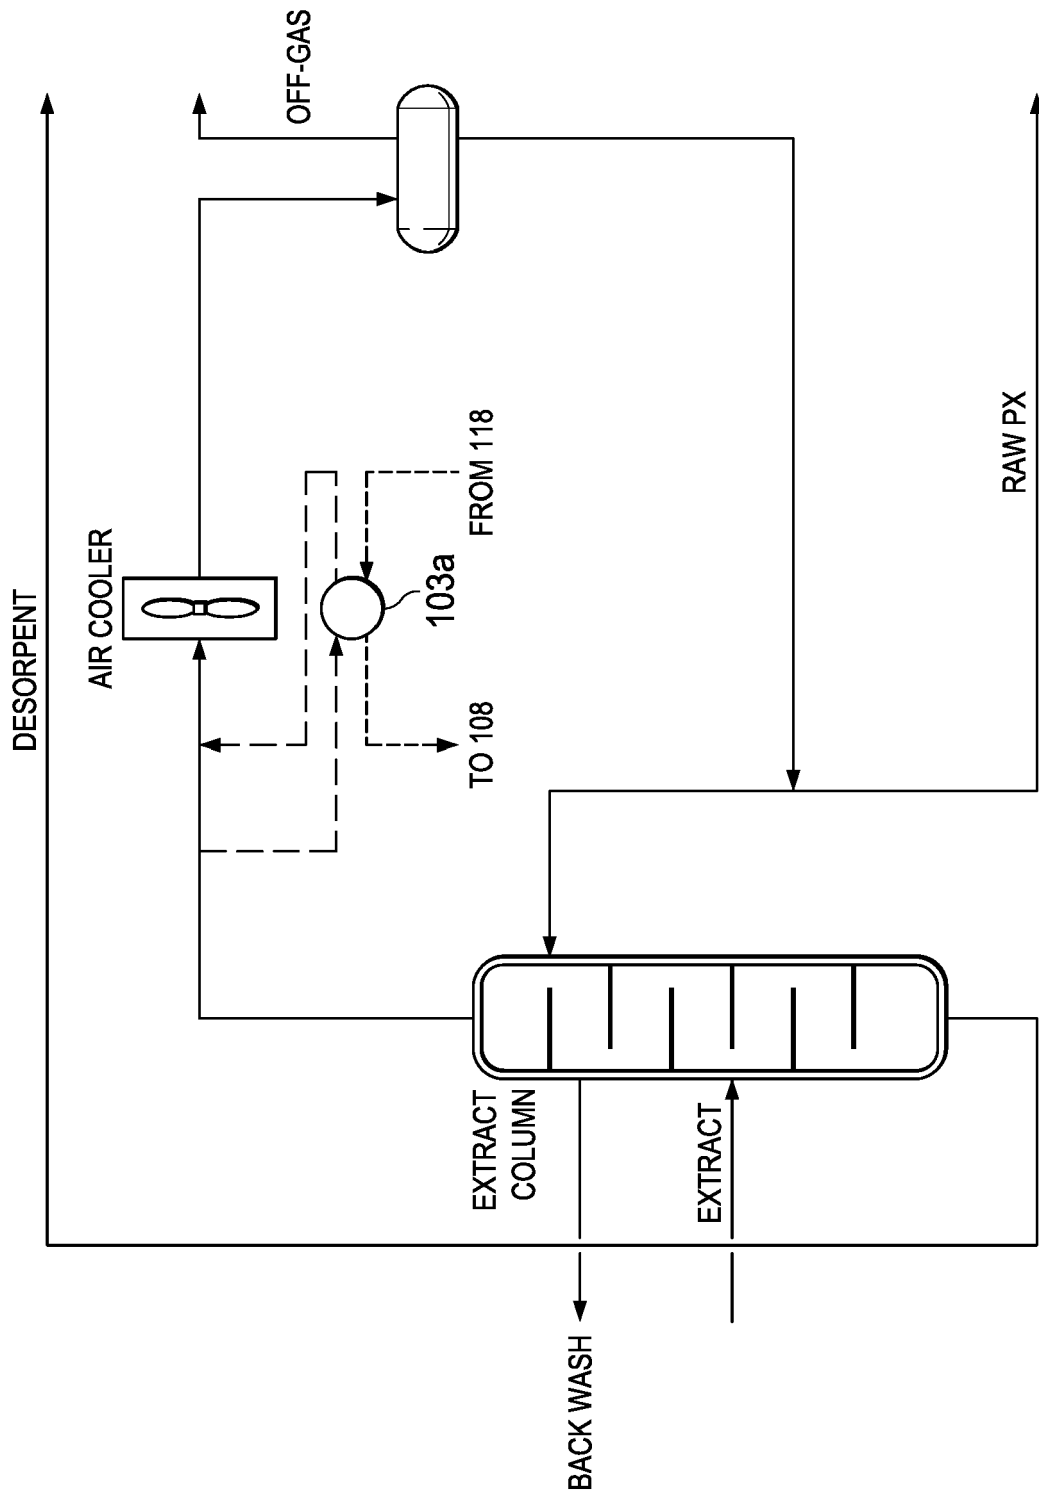 DESORPENT
AIR COOLER
OFF-GAS
103a
FROM 118
TO 108
EXTRACT
COLUMN
EXTRACT
BACK WASH
RAW PX